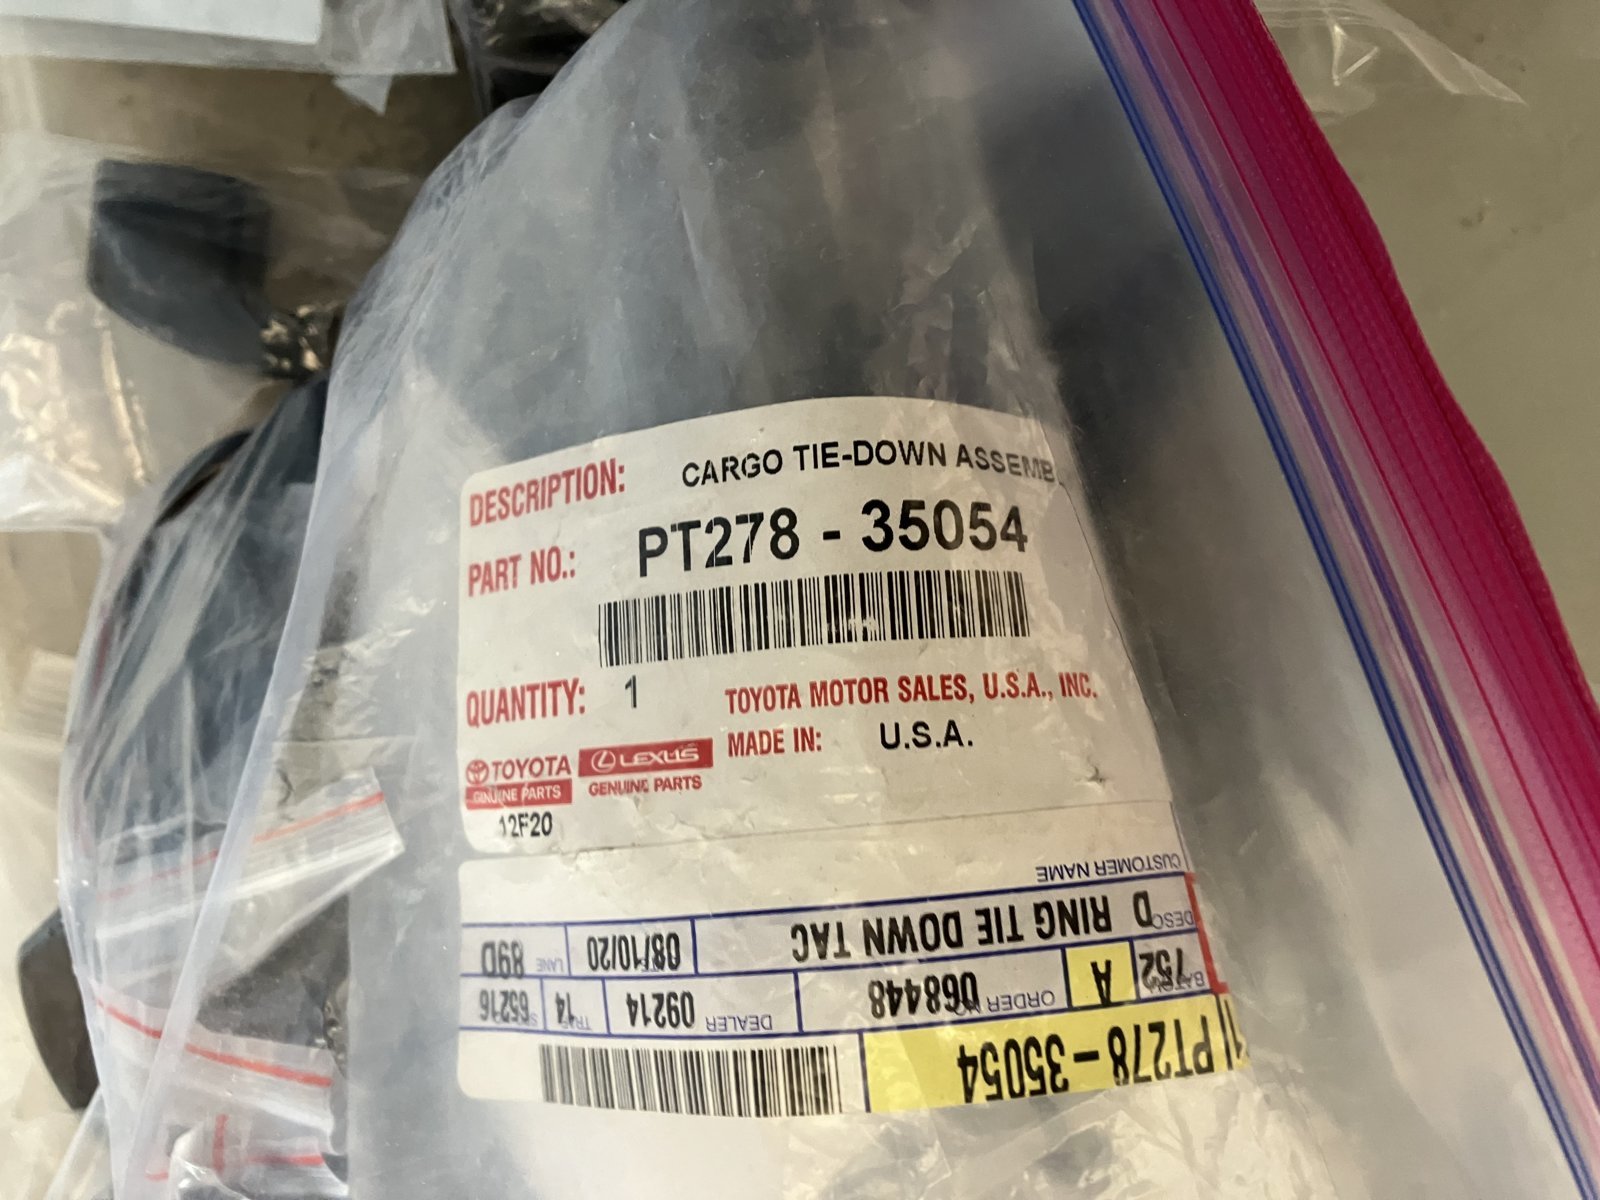 DESCRIPTION: CARGO TIE-DOWN ASSEMB
PART NO.: PT278 - 35054
QUANTITY: 1
TOYOTA MOTOR SALES, U.S.A., INC.
MADE IN: U.S.A.
TOYOTA
GENUINE PARTS
LEXUS
GENUINE PARTS
12F20
PT278-35054
DEALER 09214
14
65216
752
A
ORDER NO. 068448
DESC D RING TIE DOWN TAC
08/10/20
LANE 89D
CUSTOMER NAME